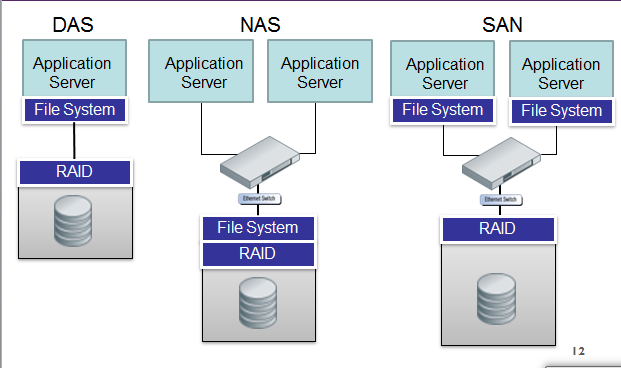 DAS
Application
Server
File System
RAID
NAS
Application
Server
Application
Server
Ethernet Switch
File System
RAID
SAN
Application
Server
File System
Application
Server
File System
Ethernet Switch
RAID
12